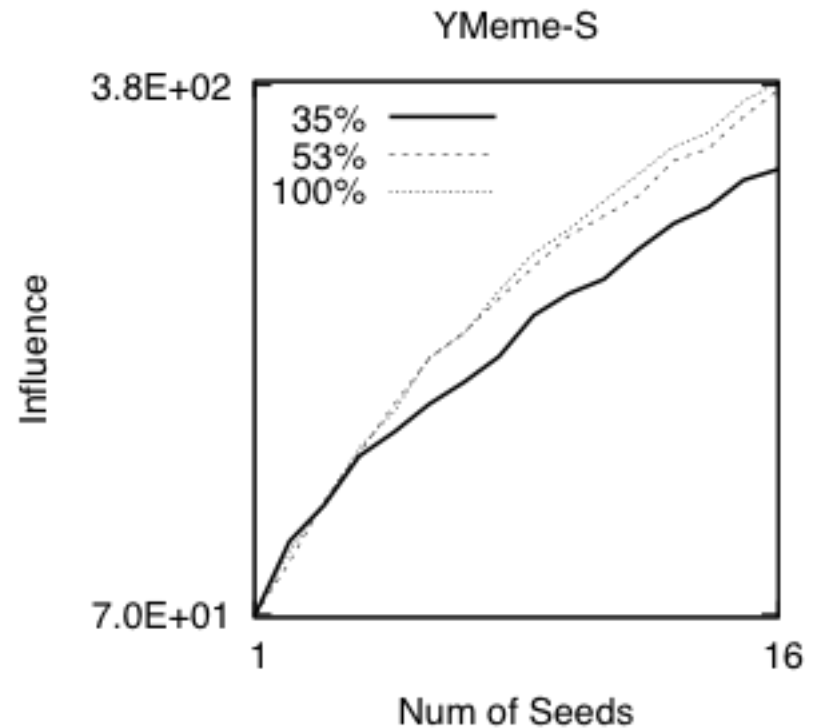 YMeme-S
3.8E+02
35%
53%
100%
Influence
7.0E+01
1
16
Num of Seeds